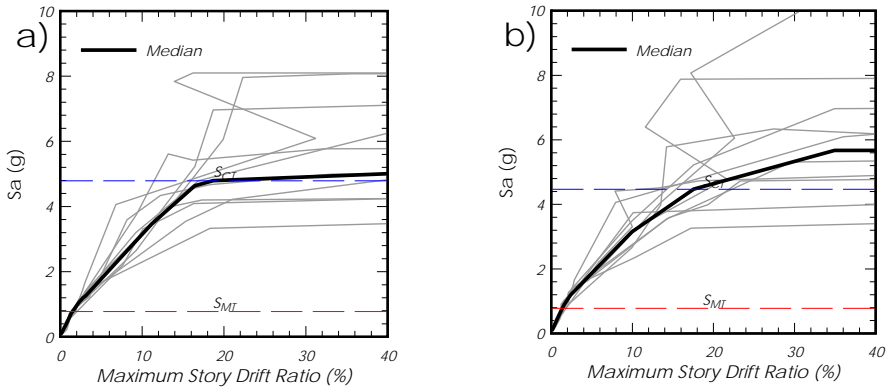 a)
Median
Sa (g)
10
8
6
4
2
0
S_CT
S_MT
0 10 20 30 40
Maximum Story Drift Ratio (%)
b)
Median
Sa (g)
10
8
6
4
2
0
S_CT
S_MT
0 10 20 30 40
Maximum Story Drift Ratio (%)